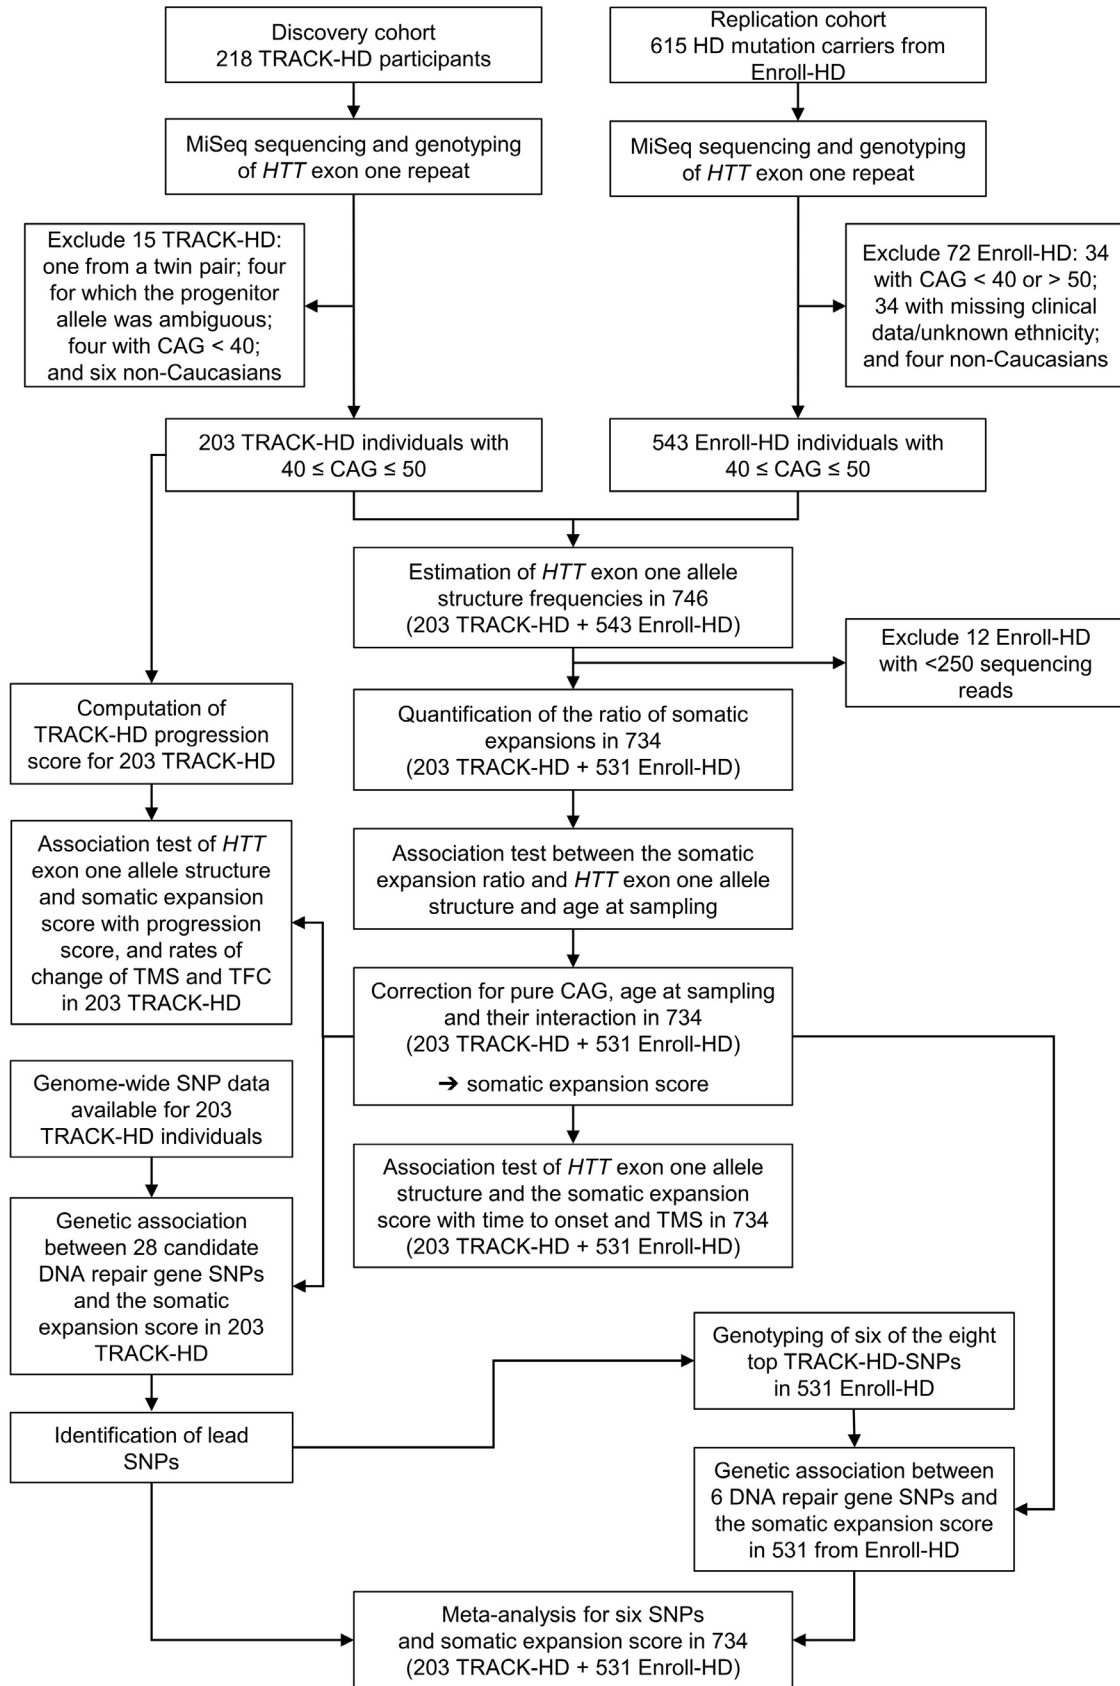 Discovery cohort
218 TRACK-HD participants
Replication cohort
615 HD mutation carriers from
Enroll-HD
MiSeq sequencing and genotyping
of HTT exon one repeat
MiSeq sequencing and genotyping
of HTT exon one repeat
Exclude 15 TRACK-HD:
one from a twin pair; four
for which the progenitor
allele was ambiguous;
four with CAG < 40;
and six non-Caucasians
Exclude 72 Enroll-HD: 34
with CAG < 40 or > 50;
34 with missing clinical
data/unknown ethnicity;
and four non-Caucasians
203 TRACK-HD individuals with
40 ≤ CAG ≤ 50
543 Enroll-HD individuals with
40 ≤ CAG ≤ 50
Estimation of HTT exon one allele
structure frequencies in 746
(203 TRACK-HD + 543 Enroll-HD)
Exclude 12 Enroll-HD
with <250 sequencing
reads
Computation of
TRACK-HD progression
score for 203 TRACK-HD
Quantification of the ratio of somatic
expansions in 734
(203 TRACK-HD + 531 Enroll-HD)
Association test of HTT
exon one allele structure
and somatic expansion
score with progression
score, and rates of
change of TMS and TFC
in 203 TRACK-HD
Association test between the somatic
expansion ratio and HTT exon one allele
structure and age at sampling
Correction for pure CAG, age at sampling
and their interaction in 734
(203 TRACK-HD + 531 Enroll-HD)
➔ somatic expansion score
Genome-wide SNP data
available for 203
TRACK-HD individuals
Association test of HTT exon one allele
structure and the somatic expansion
score with time to onset and TMS in 734
(203 TRACK-HD + 531 Enroll-HD)
Genetic association
between 28 candidate
DNA repair gene SNPs
and the somatic
expansion score in 203
TRACK-HD
Genotyping of six of the eight
top TRACK-HD-SNPs
in 531 Enroll-HD
Identification of lead
SNPs
Genetic association between
6 DNA repair gene SNPs and
the somatic expansion score
in 531 from Enroll-HD
Meta-analysis for six SNPs
and somatic expansion score in 734
(203 TRACK-HD + 531 Enroll-HD)